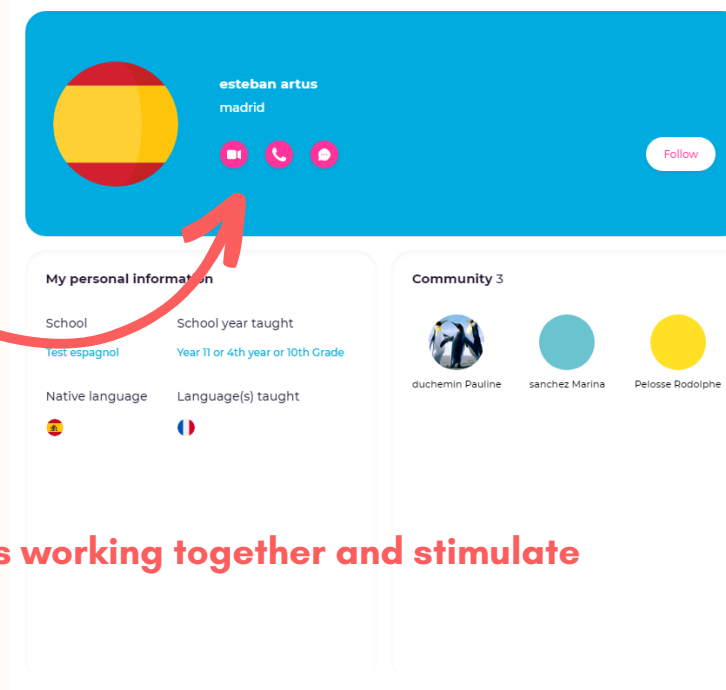 esteban artus
madrid
Follow
My personal information
School School year taught
Test espagnol Year 11 or 4th year or 10th Grade
Native language Language(s) taught
Community 3
duchemin Pauline sanchez Marina Pelosse Rodolphe
working together and stimulate